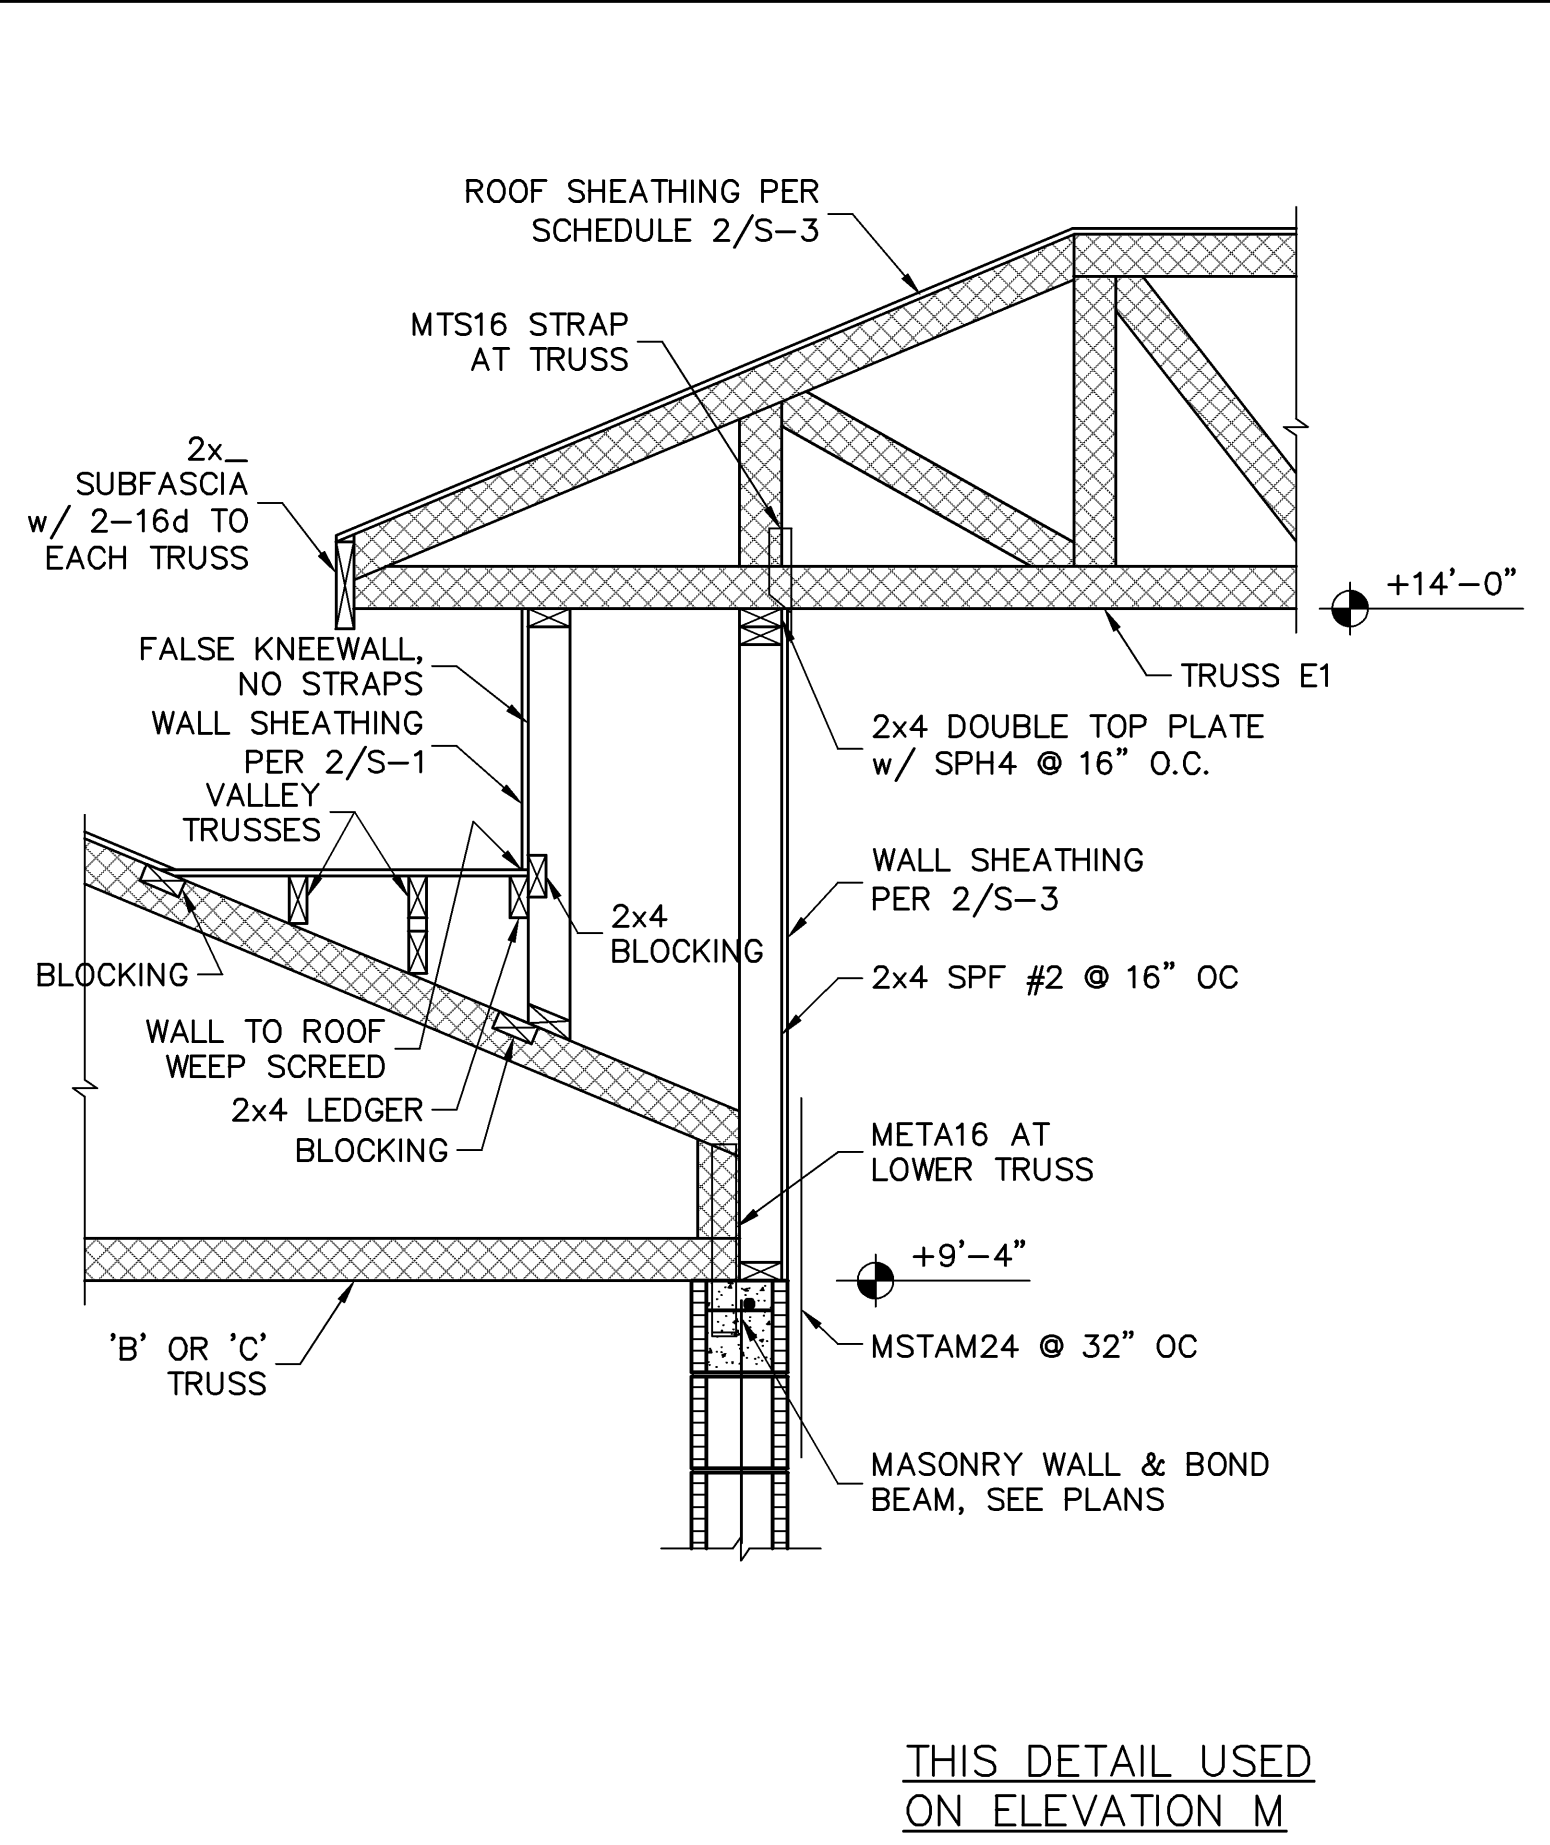 ROOF SHEATHING PER
SCHEDULE 2/S-3
MTS16 STRAP
AT TRUSS
2x_
SUBFASCIA
w/ 2-16d TO
EACH TRUSS
+14'-0"
FALSE KNEEWALL,
NO STRAPS
TRUSS E1
WALL SHEATHING
PER 2/S-1
2x4 DOUBLE TOP PLATE
w/ SPH4 @ 16" O.C.
VALLEY
TRUSSES
WALL SHEATHING
PER 2/S-3
2x4
BLOCKING
BLOCKING
2x4 SPF #2 @ 16" OC
WALL TO ROOF
WEEP SCREED
2x4 LEDGER
BLOCKING
META16 AT
LOWER TRUSS
+9'-4"
'B' OR 'C'
TRUSS
MSTAM24 @ 32" OC
MASONRY WALL & BOND
BEAM, SEE PLANS
THIS DETAIL USED
ON ELEVATION M